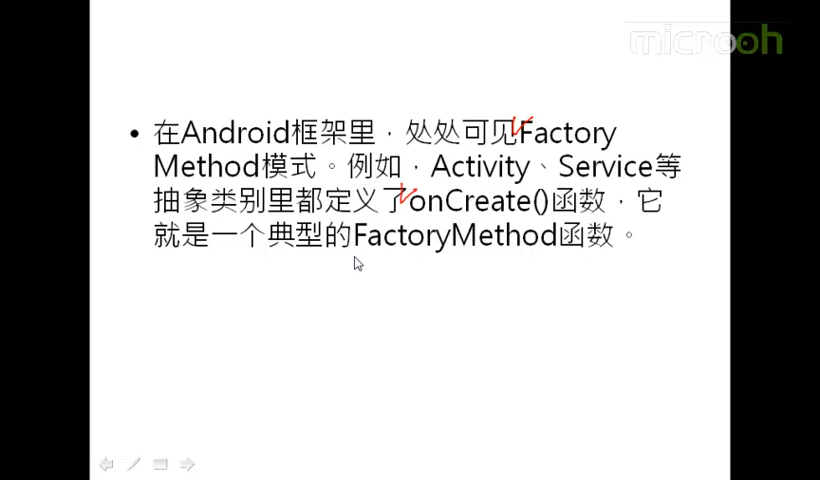 microoh
• 在Android框架里，处处可见Factory
Method模式。例如，Activity、Service等
抽象类别里都定义了onCreate()函数，它
就是一个典型的FactoryMethod函数。